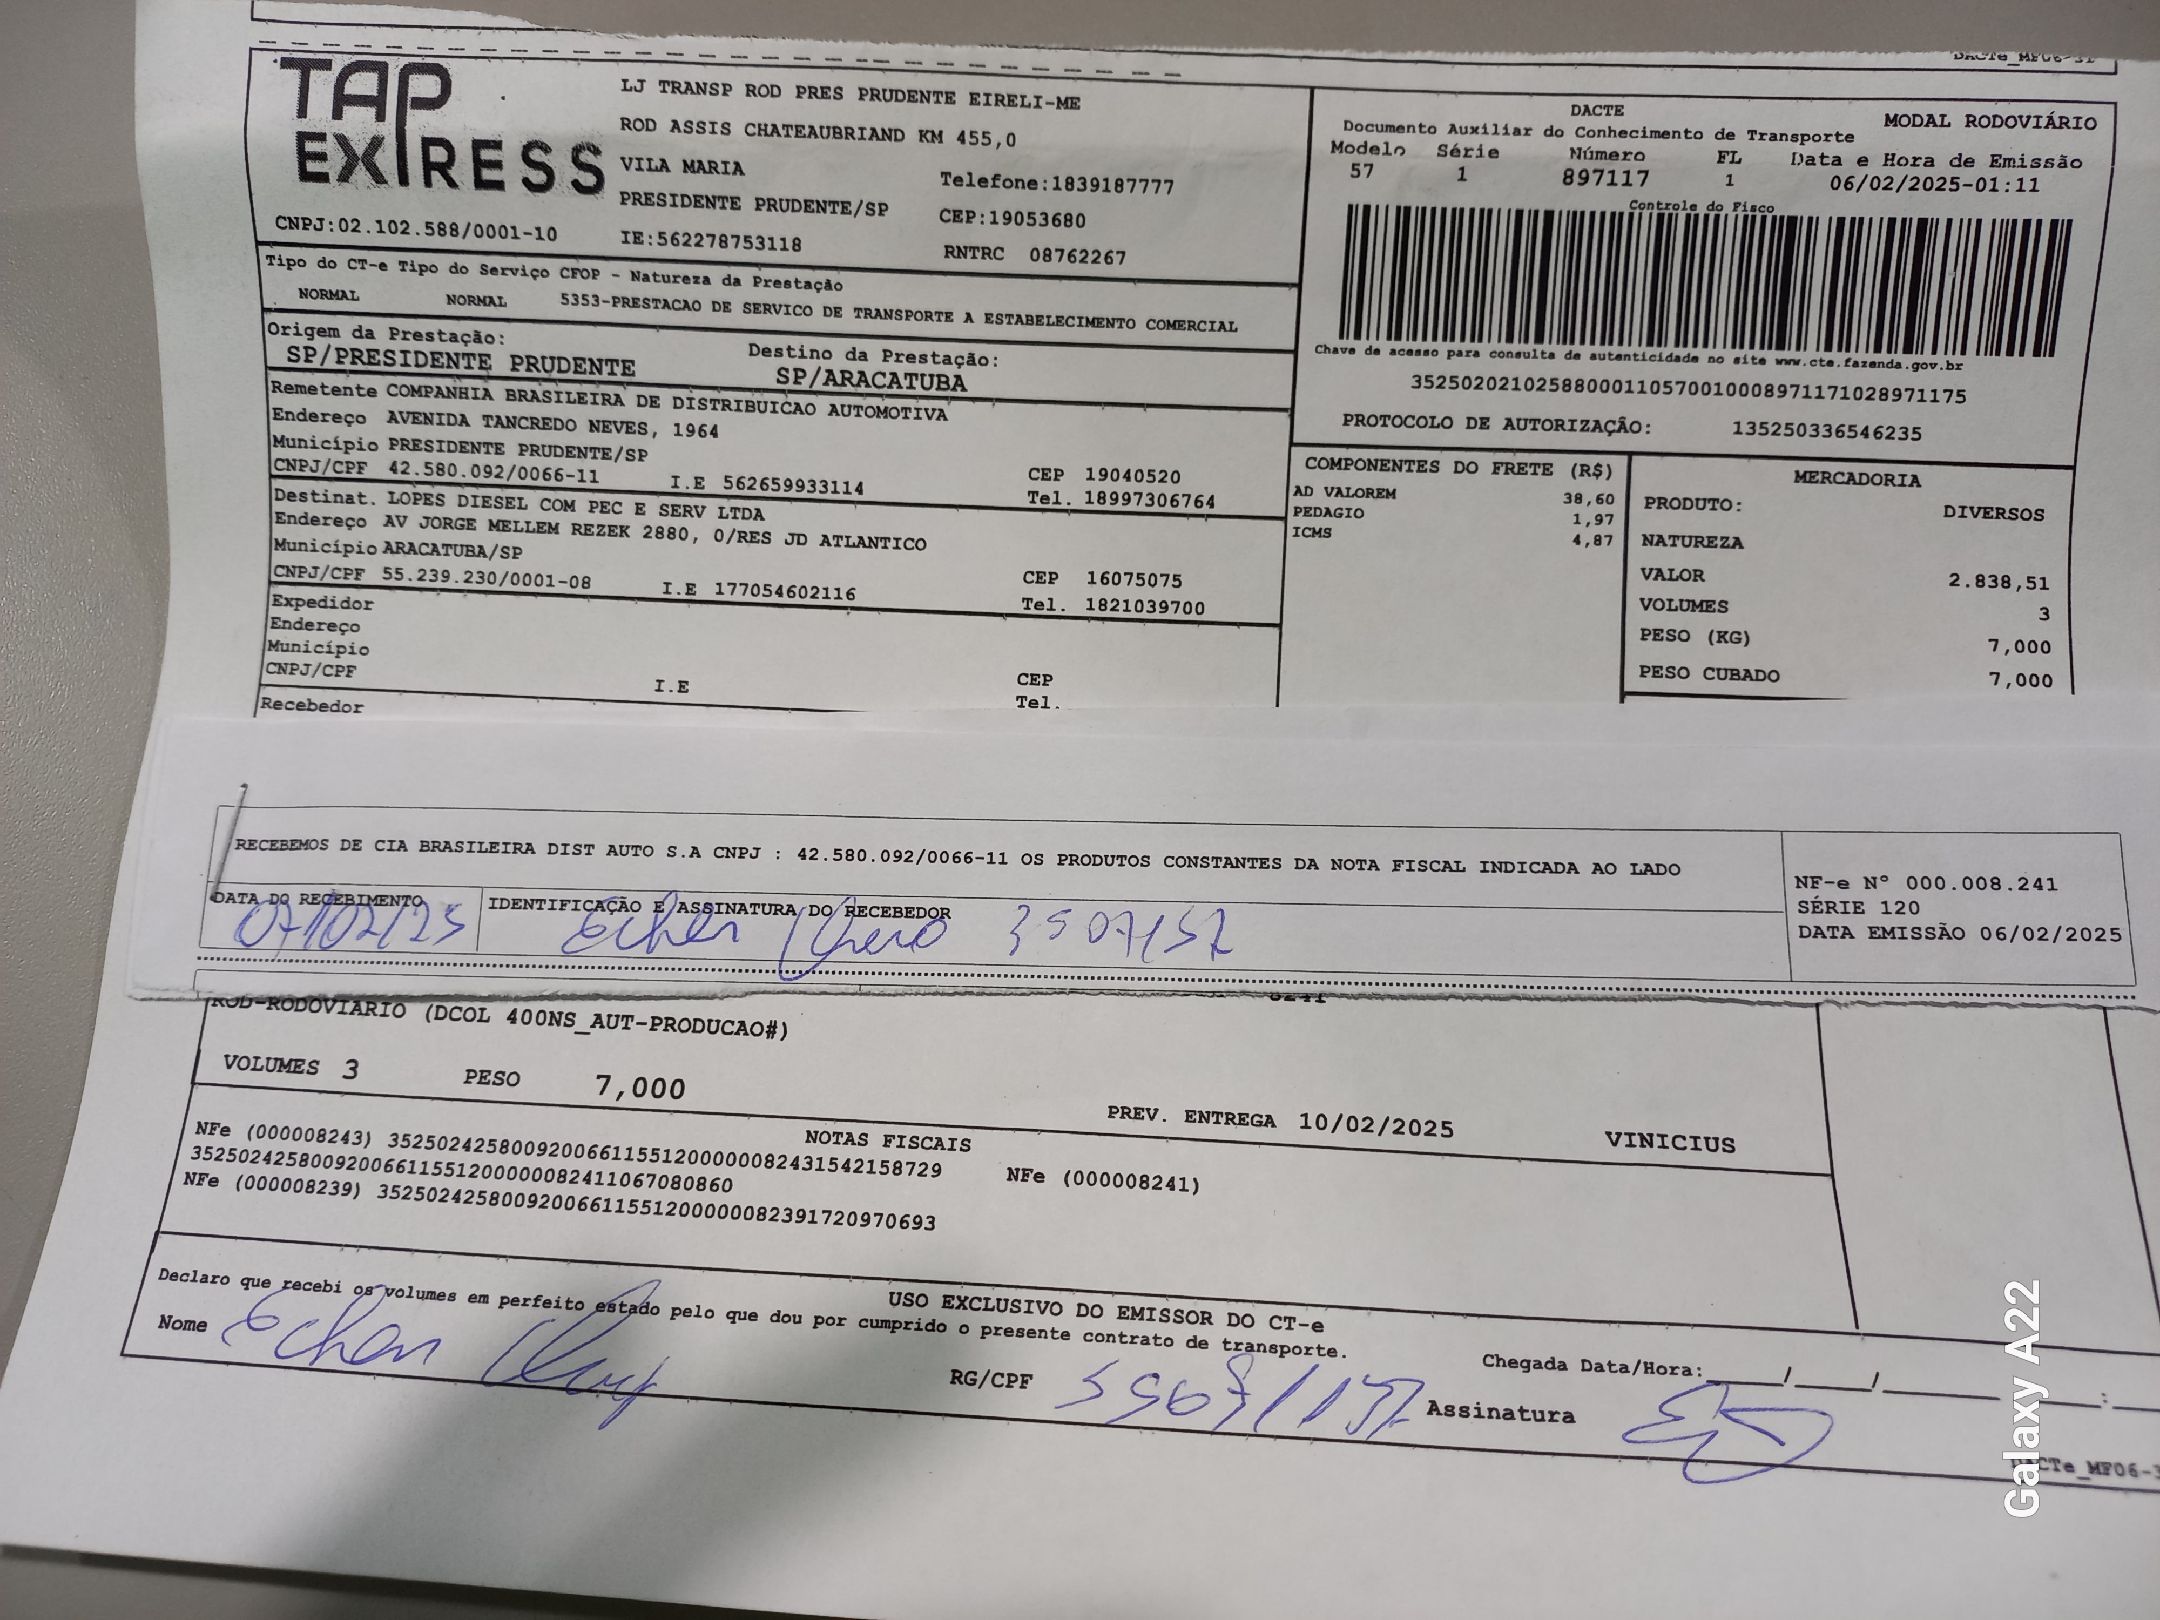 DACTe_MF06-31
TAP EXPRESS
LJ TRANSP ROD PRES PRUDENTE EIRELI-ME
ROD ASSIS CHATEAUBRIAND KM 455,0
VILA MARIA
Telefone:1839187777
PRESIDENTE PRUDENTE/SP
CEP:19053680
CNPJ:02.102.588/0001-10
IE:562278753118
RNTRC 08762267
DACTE
MODAL RODOVIÁRIO
Documento Auxiliar do Conhecimento de Transporte
Modelo Série Número FL Data e Hora de Emissão
57 1 897117 1 06/02/2025-01:11
Controle do Fisco
Chave de acesso para consulta de autenticidade no site www.cte.fazenda.gov.br
35250202102588000110570010008971171028971175
PROTOCOLO DE AUTORIZAÇÃO: 135250336546235
Tipo do CT-e Tipo do Serviço CFOP - Natureza da Prestação
NORMAL NORMAL 5353-PRESTACAO DE SERVICO DE TRANSPORTE A ESTABELECIMENTO COMERCIAL
Origem da Prestação: Destino da Prestação:
SP/PRESIDENTE PRUDENTE SP/ARACATUBA
Remetente COMPANHIA BRASILEIRA DE DISTRIBUICAO AUTOMOTIVA
Endereço AVENIDA TANCREDO NEVES, 1964
Município PRESIDENTE PRUDENTE/SP CEP 19040520
CNPJ/CPF 42.580.092/0066-11 I.E 562659933114 Tel. 18997306764
Destinat. LOPES DIESEL COM PEC E SERV LTDA
Endereço AV JORGE MELLEM REZEK 2880, 0/RES JD ATLANTICO
Município ARACATUBA/SP CEP 16075075
CNPJ/CPF 55.239.230/0001-08 I.E 177054602116 Tel. 1821039700
Expedidor
Endereço
Município CEP
CNPJ/CPF I.E Tel.
Recebedor
COMPONENTES DO FRETE (R$)
AD VALOREM 38,60
PEDAGIO 1,97
ICMS 4,87
MERCADORIA
PRODUTO: DIVERSOS
NATUREZA
VALOR 2.838,51
VOLUMES 3
PESO (KG) 7,000
PESO CUBADO 7,000
RECEBEMOS DE CIA BRASILEIRA DIST AUTO S.A CNPJ : 42.580.092/0066-11 OS PRODUTOS CONSTANTES DA NOTA FISCAL INDICADA AO LADO
DATA DO RECEBIMENTO IDENTIFICAÇÃO E ASSINATURA DO RECEBEDOR
07/02/25
NF-e Nº 000.008.241
SÉRIE 120
DATA EMISSÃO 06/02/2025
ROD-RODOVIARIO (DCOL 400NS_AUT-PRODUCAO#)
VOLUMES 3 PESO 7,000 PREV. ENTREGA 10/02/2025 VINICIUS
NOTAS FISCAIS
NFe (000008243) 35250242580092006611551200000082431542158729 NFe (000008241)
35250242580092006611551200000082411067080860
NFe (000008239) 35250242580092006611551200000082391720970693
USO EXCLUSIVO DO EMISSOR DO CT-e
Declaro que recebi os volumes em perfeito estado pelo que dou por cumprido o presente contrato de transporte.
Nome RG/CPF Assinatura Chegada Data/Hora:
Galaxy A22